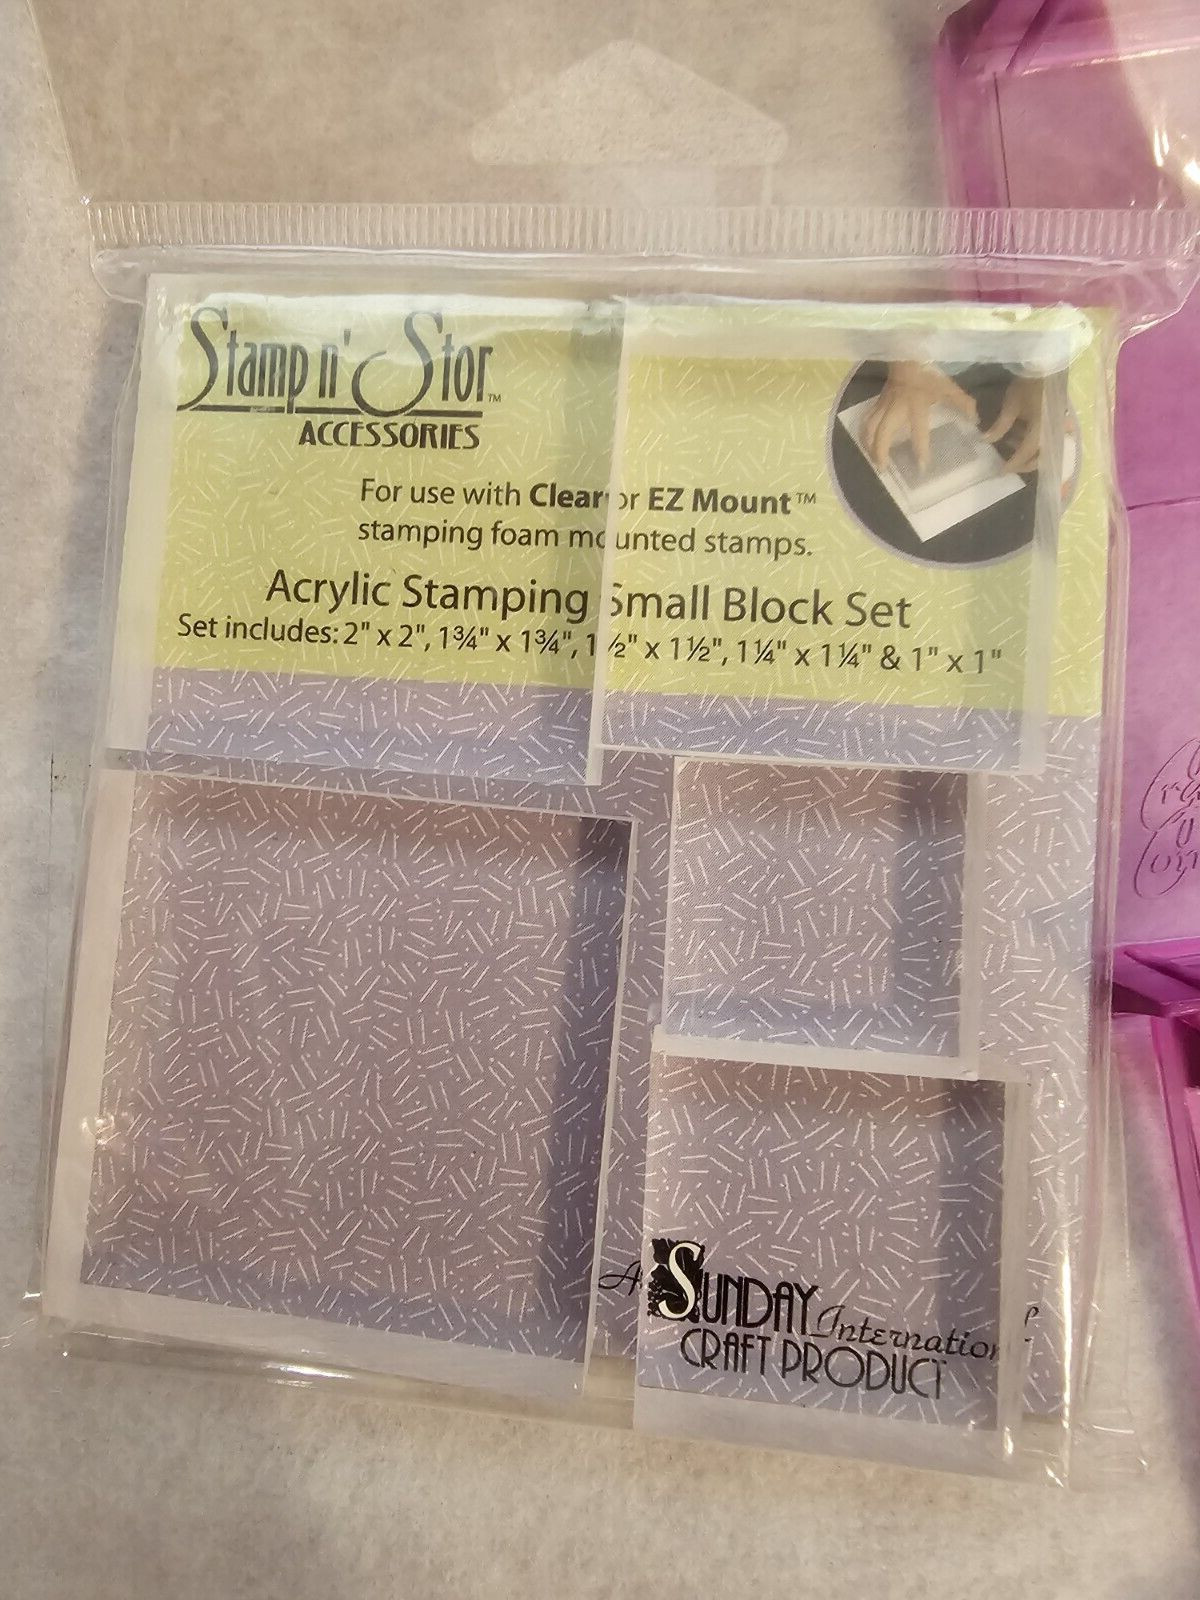 Stamp n' Stor™
ACCESSORIES
For use with Clear or EZ Mount™
stamping foam mounted stamps.
Acrylic Stamping Small Block Set
Set includes: 2" x 2", 1¾" x 1¾", 1½" x 1½", 1¼" x 1¼" & 1" x 1"
A SUNDAY International
CRAFT PRODUCT